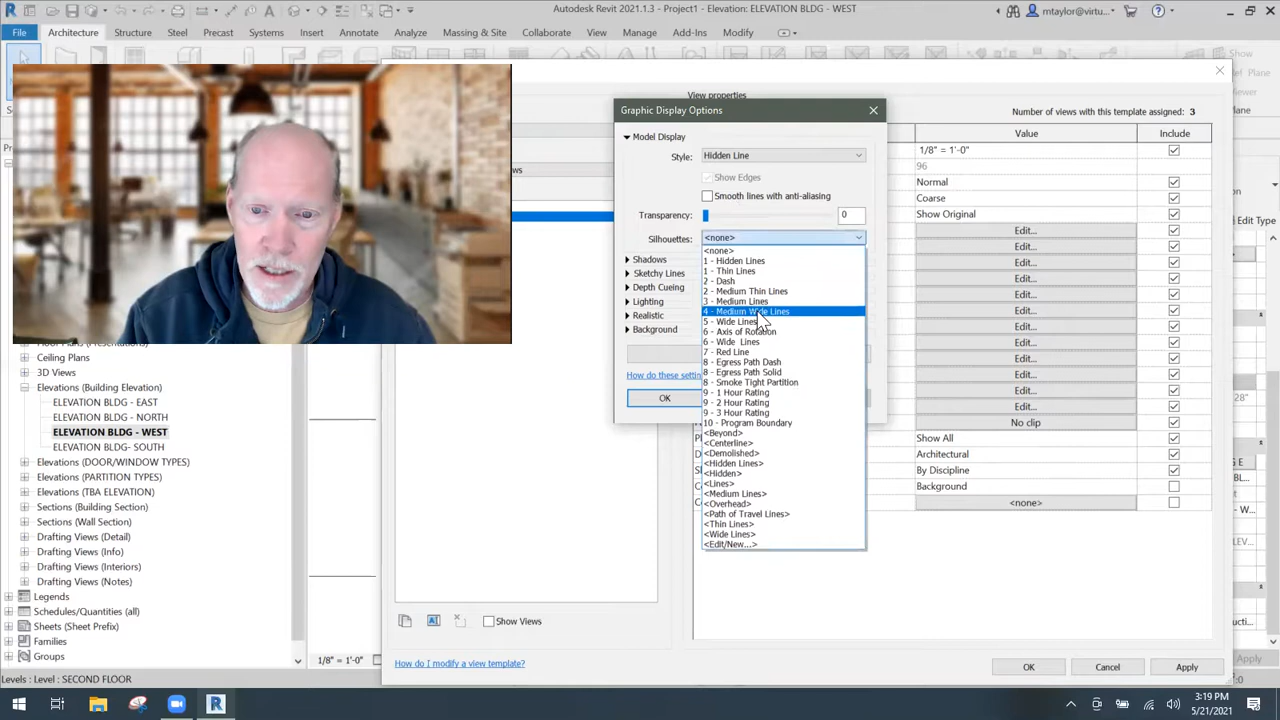 Autodesk Revit 2021.1.3 - Project1 - Elevation: ELEVATION BLDG - WEST
mtaylor@virtu...
File Architecture Structure Steel Precast Systems Insert Annotate Analyze Massing & Site Collaborate View Manage Add-Ins Modify
Show
View properties
Graphic Display Options
Number of views with this template assigned: 3
Model Display
Value Include
Style: Hidden Line
1/8" = 1'-0"
96
Show Edges
Normal
Smooth lines with anti-aliasing
Coarse
Transparency: 0
Show Original
Silhouettes: <none>
Edit...
<none>
1 - Hidden Lines
1 - Thin Lines
2 - Dash
2 - Medium Thin Lines
3 - Medium Lines
4 - Medium Wide Lines
5 - Wide Lines
6 - Axis of Rotation
6 - Wide Lines
7 - Red Line
8 - Egress Path Dash
8 - Egress Path Solid
8 - Smoke Tight Partition
9 - 1 Hour Rating
9 - 2 Hour Rating
9 - 3 Hour Rating
10 - Program Boundary
<Beyond>
<Centerline>
<Demolished>
<Hidden Lines>
<Hidden>
<Lines>
<Medium Lines>
<Overhead>
<Path of Travel Lines>
<Thin Lines>
<Wide Lines>
<Edit/New...>
Shadows
Sketchy Lines
Depth Cueing
Lighting
Realistic
Background
How do these settin
OK
Edit...
Edit...
Edit...
Edit...
Edit...
Edit...
Edit...
Edit...
Edit...
Edit...
Edit...
No clip
Show All
Architectural
By Discipline
Background
<none>
Edit Type
Ceiling Plans
3D Views
Elevations (Building Elevation)
ELEVATION BLDG - EAST
ELEVATION BLDG - NORTH
ELEVATION BLDG - WEST
ELEVATION BLDG- SOUTH
Elevations (DOOR/WINDOW TYPES)
Elevations (PARTITION TYPES)
Elevations (TBA ELEVATION)
Sections (Building Section)
Sections (Wall Section)
Drafting Views (Detail)
Drafting Views (Info)
Drafting Views (Interiors)
Drafting Views (Notes)
Legends
Schedules/Quantities (all)
Sheets (Sheet Prefix)
Families
Groups
Show Views
1/8" = 1'-0"
How do I modify a view template?
OK Cancel Apply
Apply
Levels : Level : SECOND FLOOR
3:19 PM
5/21/2021